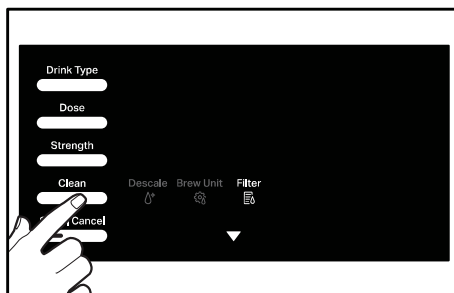 Drink Type
Dose
Strength
Clean
Descale Brew Unit Filter
Cancel